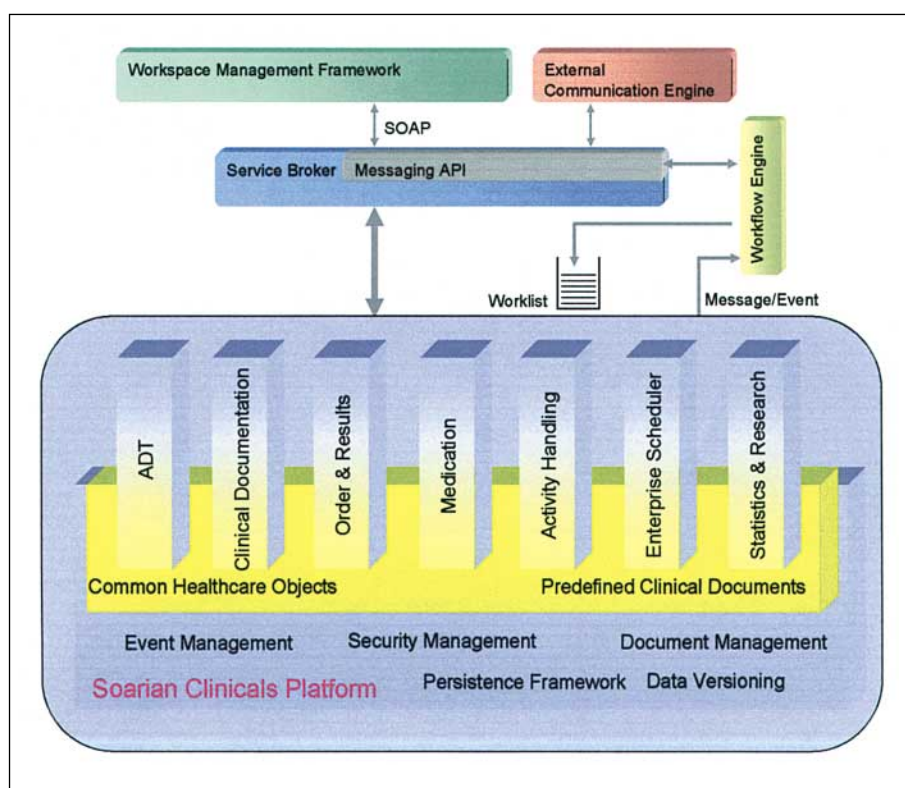 Workspace Management Framework
External
Communication Engine
SOAP
Service Broker
Messaging API
Workflow Engine
Worklist
Message/Event
ADT
Clinical Documentation
Order & Results
Medication
Activity Handling
Enterprise Scheduler
Statistics & Research
Common Healthcare Objects
Predefined Clinical Documents
Event Management
Security Management
Document Management
Soarian Clinicals Platform
Persistence Framework
Data Versioning